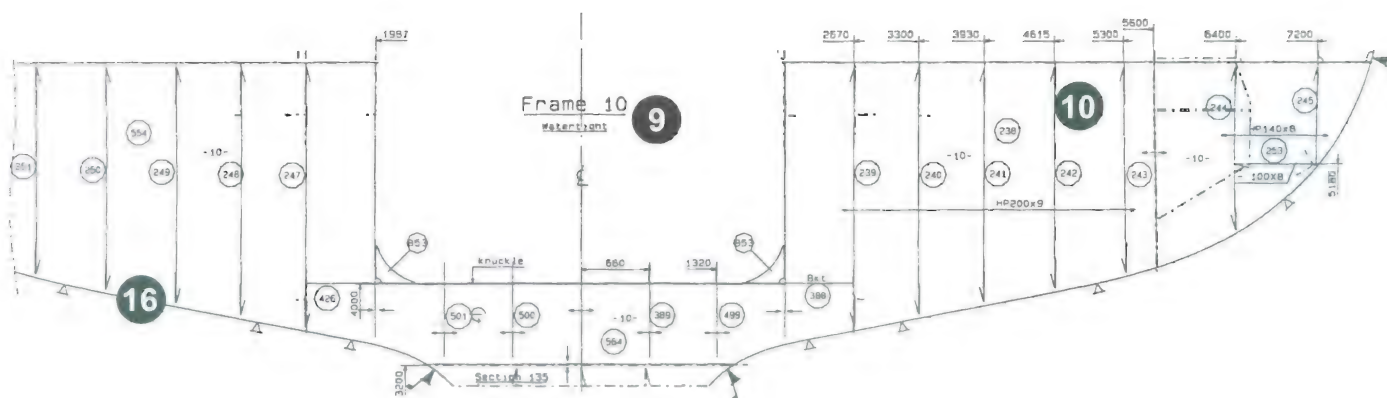 1987
2670 3300 3930 4615 5300 5600 6400 7200
Frame 10
Watertight
9
10
554
251 250 249 -10- 248 247
℄
238
239 -10- 240 241 242 243
244 245
HP140x8
253
-10-
100X8
5180
HP200x9
853
853
knuckle
660
1320
Bkt
388
16
426
4000
501 500 -10- 389 499
564
3200
Section 135